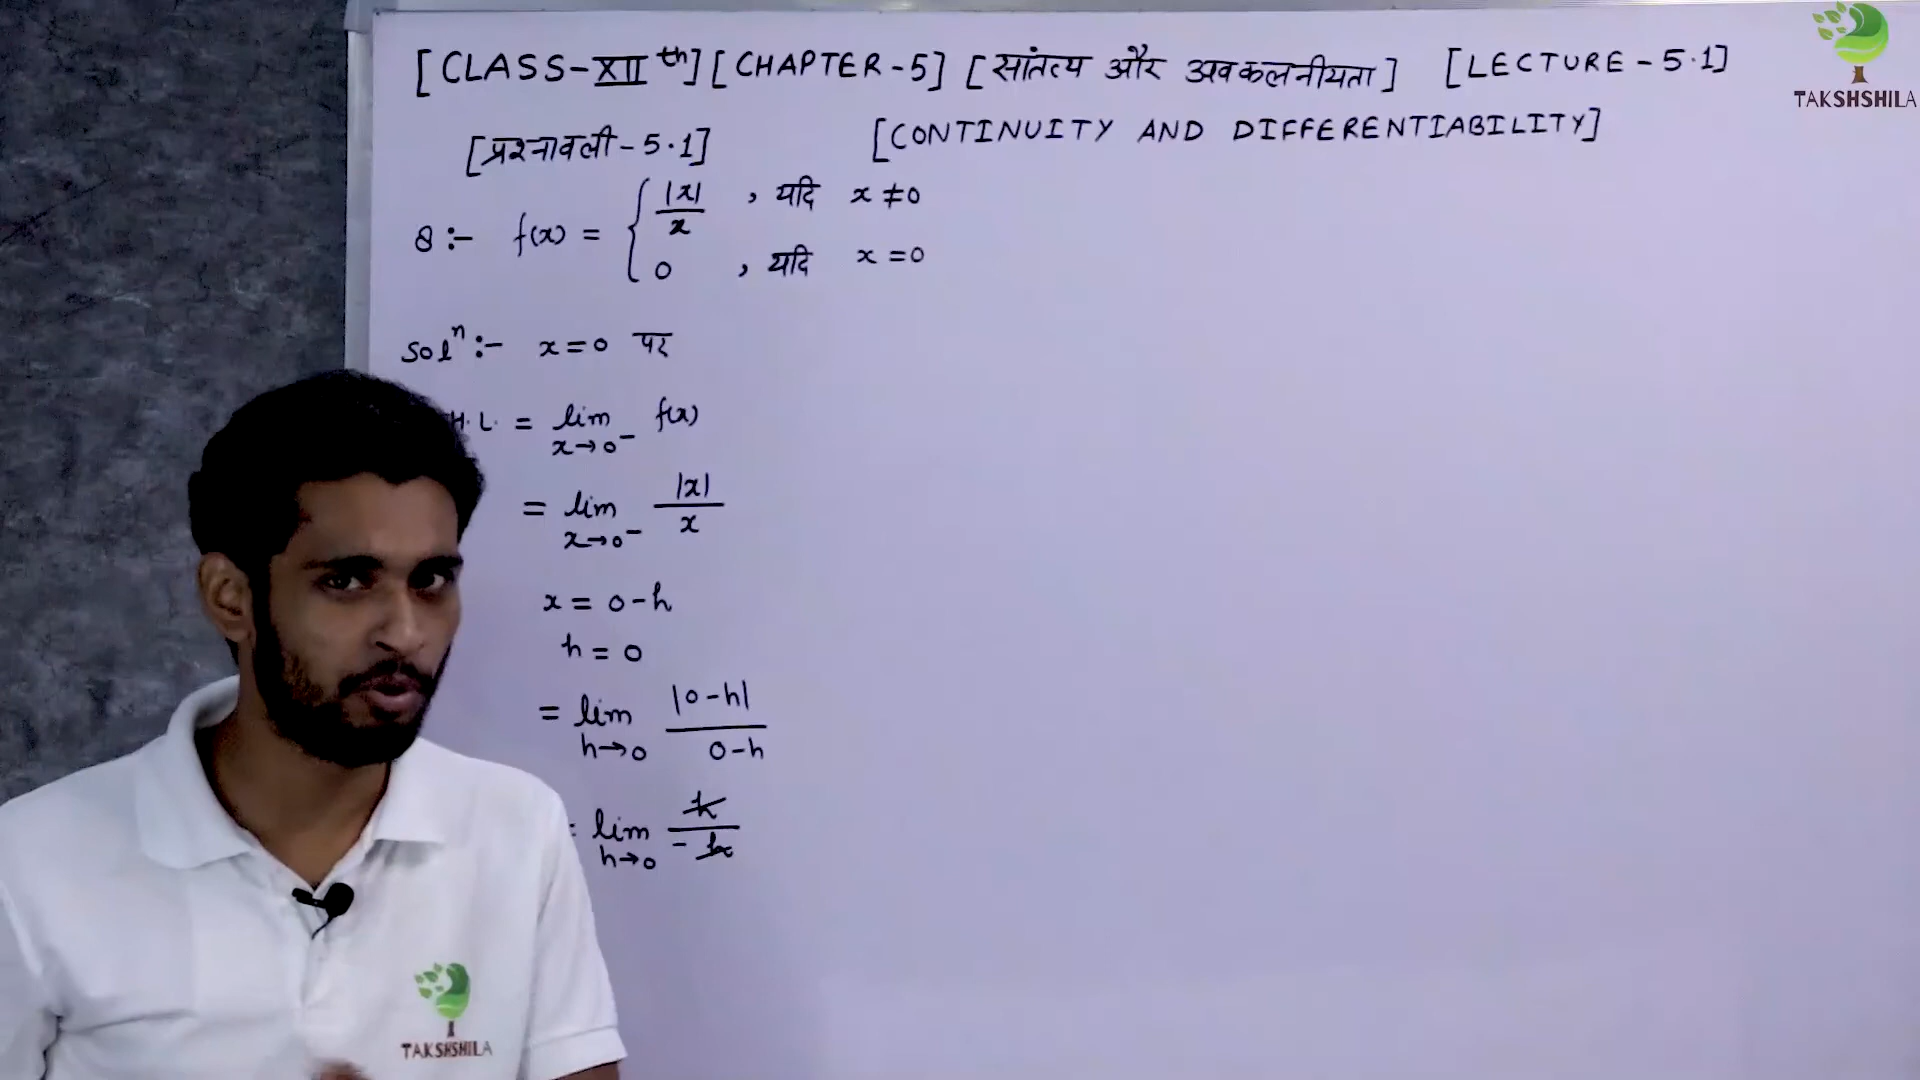 [CLASS-XII th] [CHAPTER-5] [सांतत्य और अवकलनीयता] [LECTURE-5.1]
TAKSHSHILA
[प्रश्नावली-5.1] [CONTINUITY AND DIFFERENTIABILITY]
8:- f(x) = { |x|/x , यदि x ≠ 0
0 , यदि x = 0
Solⁿ:- x = 0 पर
H.L. = lim x→0⁻ f(x)
= lim x→0⁻ |x|/x
x = 0-h
h = 0
= lim h→0 |0-h|/0-h
= lim h→0 h/-h
TAKSHSHILA